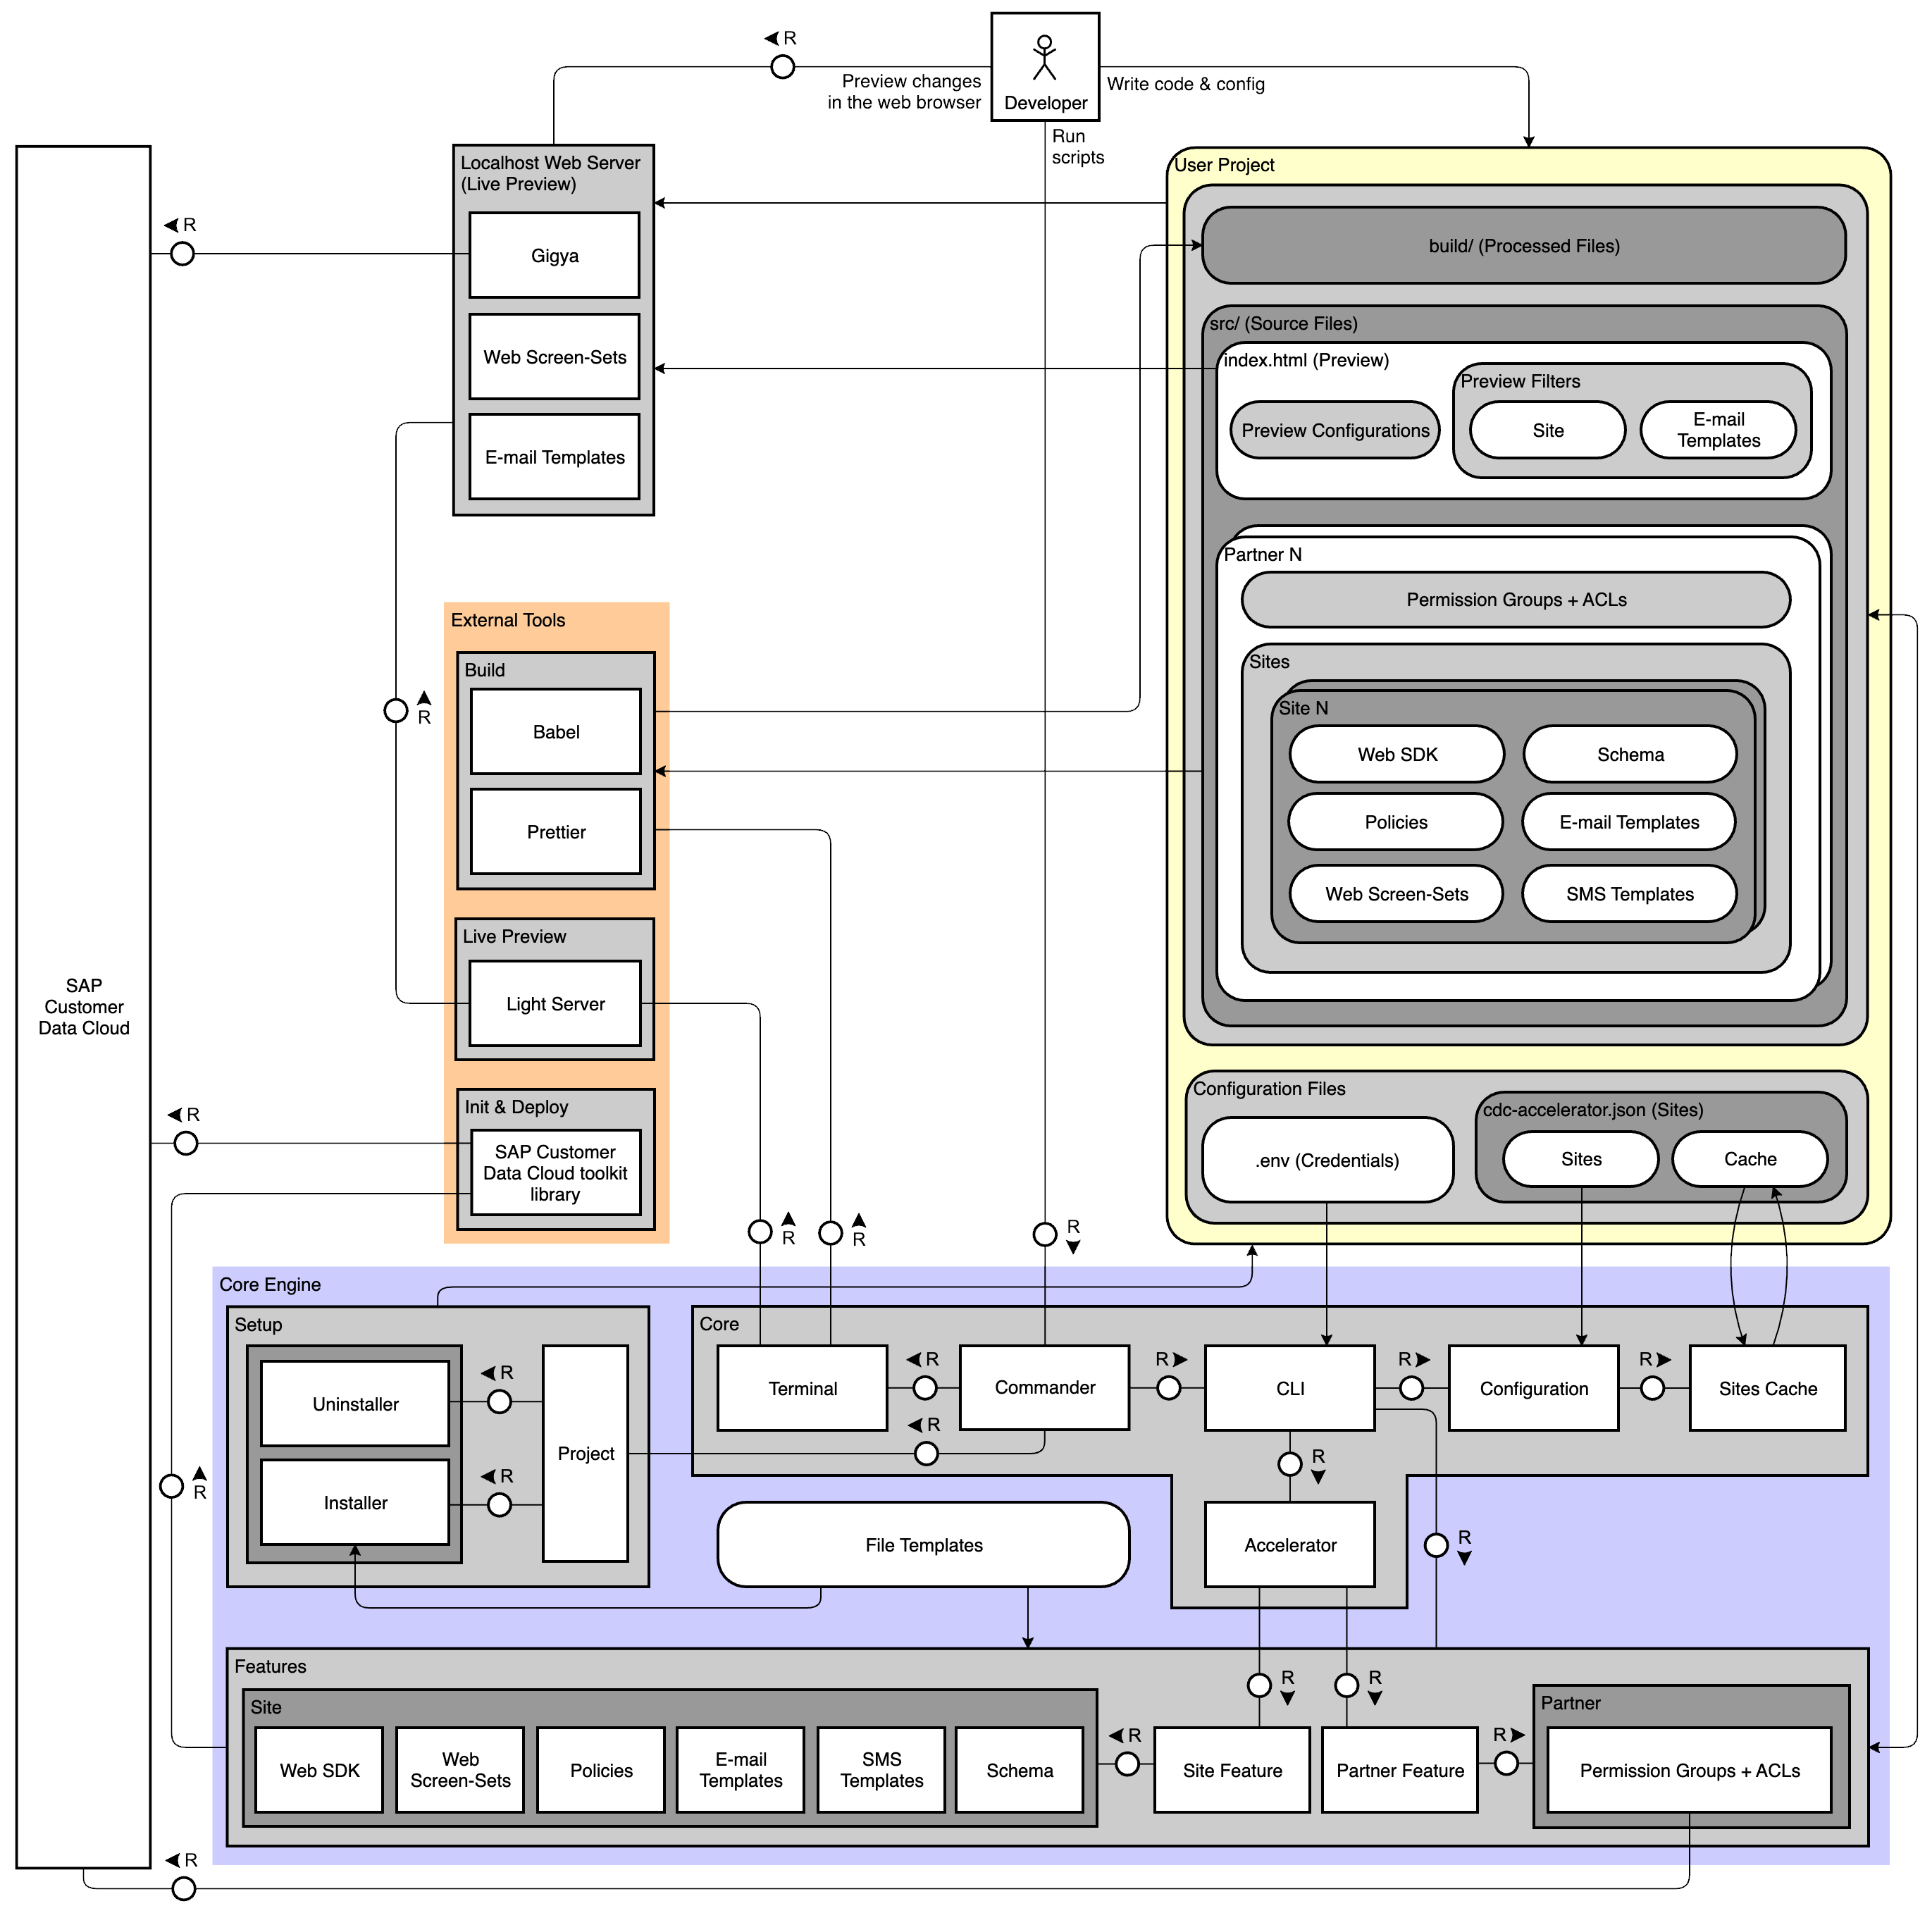 R
Preview changes
in the web browser
Developer
Write code & config
Run
scripts
Localhost Web Server
(Live Preview)
Gigya
Web Screen-Sets
E-mail Templates
R
User Project
build/ (Processed Files)
src/ (Source Files)
index.html (Preview)
Preview Configurations
Preview Filters
Site
E-mail
Templates
Partner N
Permission Groups + ACLs
Sites
Site N
Web SDK
Schema
Policies
E-mail Templates
Web Screen-Sets
SMS Templates
Configuration Files
.env (Credentials)
cdc-accelerator.json (Sites)
Sites
Cache
SAP
Customer
Data Cloud
External Tools
Build
Babel
Prettier
R
Live Preview
Light Server
Init & Deploy
SAP Customer
Data Cloud toolkit
library
R
R
R
R
Core Engine
Setup
Uninstaller
Installer
R
R
Project
Core
Terminal
R
Commander
R
R
CLI
R
Configuration
R
Sites Cache
R
Accelerator
R
R
File Templates
Features
Site
Web SDK
Web
Screen-Sets
Policies
E-mail
Templates
SMS
Templates
Schema
R
Site Feature
R
Partner Feature
R
R
Partner
Permission Groups + ACLs
R